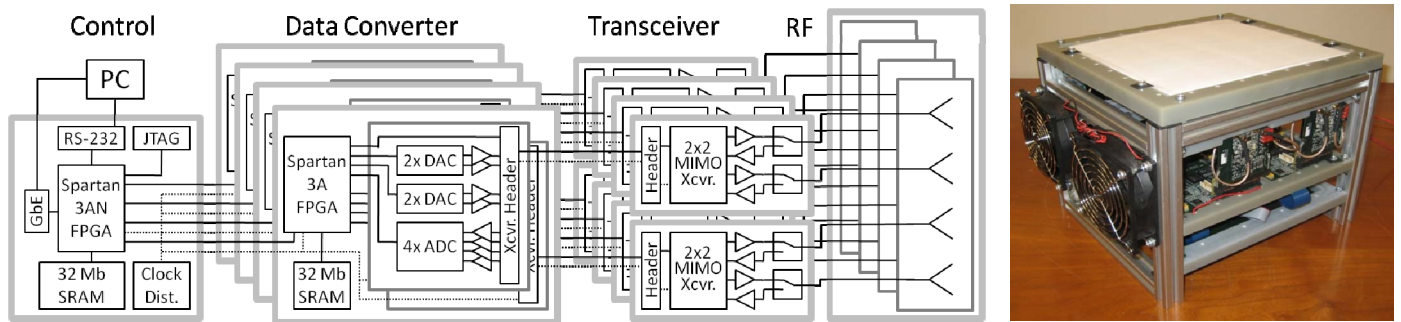 Control
Data Converter
Transceiver
RF
PC
RS-232
JTAG
GbE
Spartan
3AN
FPGA
32 Mb
SRAM
Clock
Dist.
Spartan
3A
FPGA
32 Mb
SRAM
2x DAC
2x DAC
4x ADC
Xcvr. Header
Xcvr. Header
Header
2x2
MIMO
Xcvr.
Header
2x2
MIMO
Xcvr.